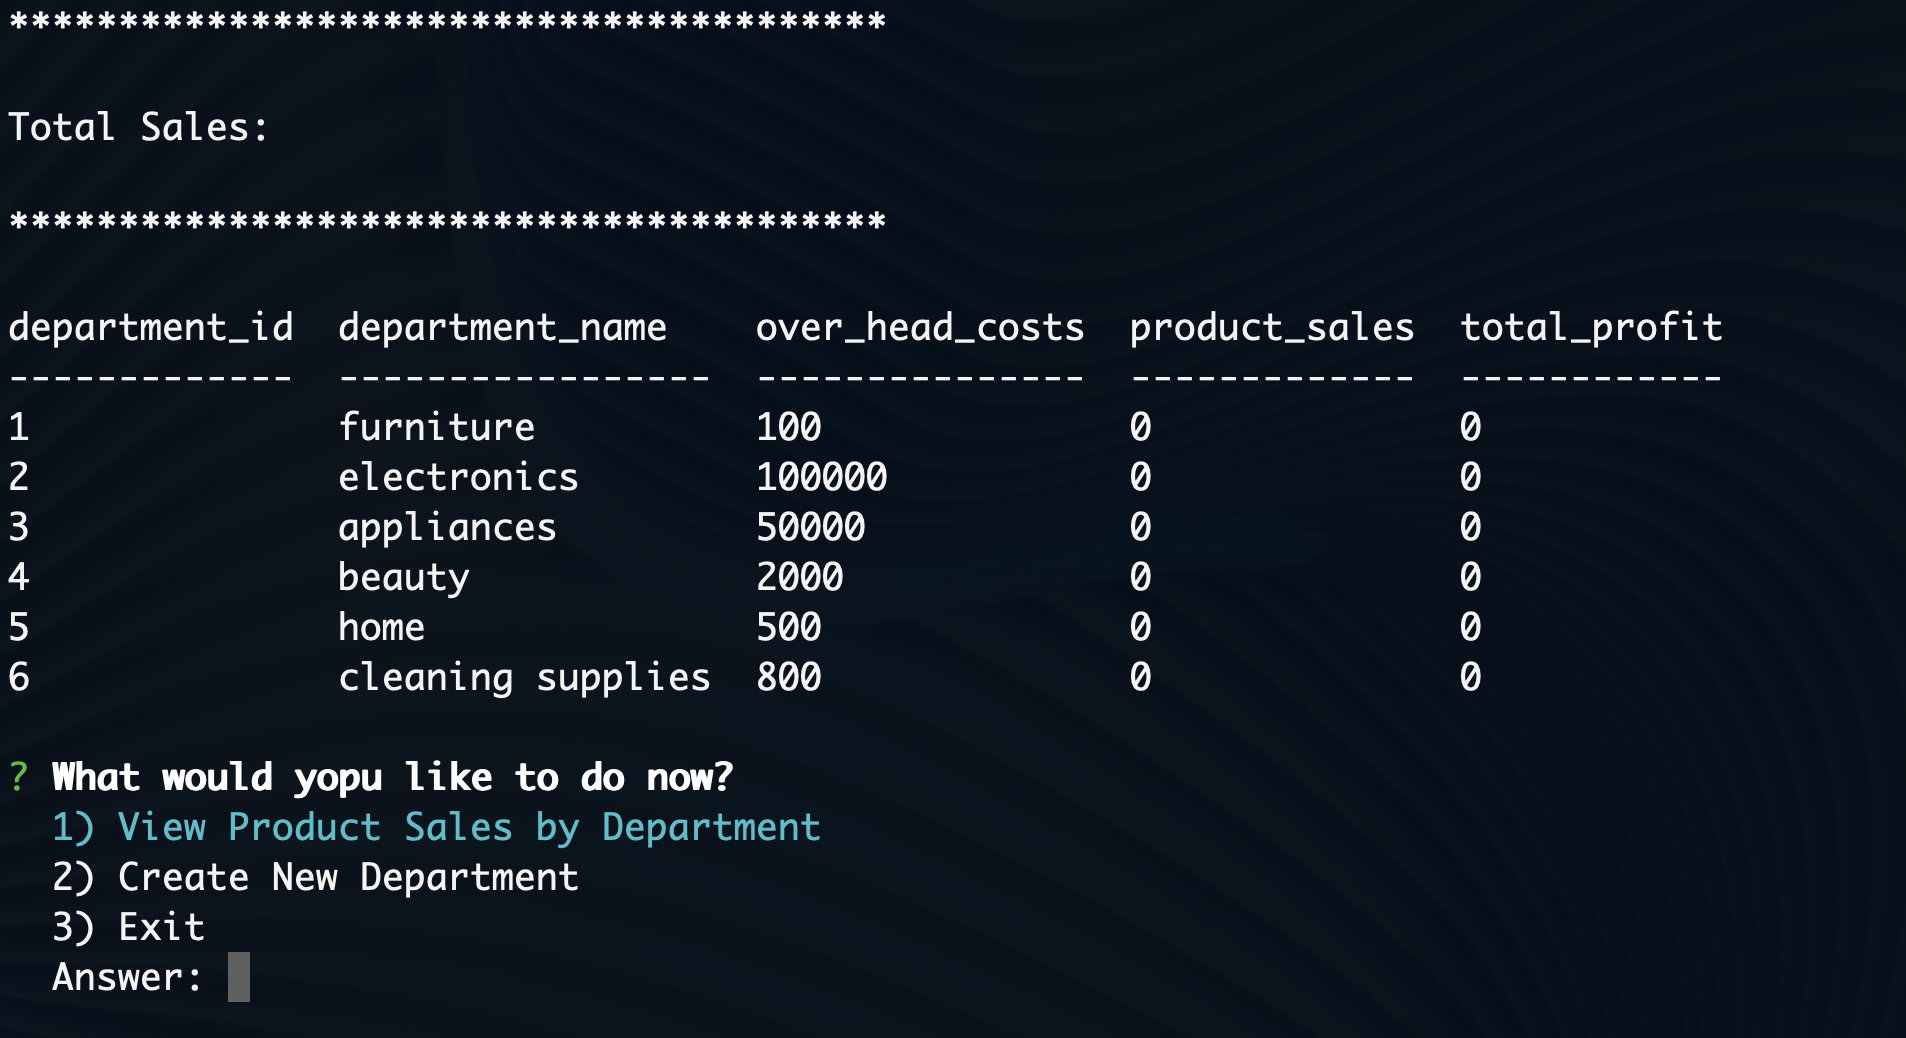 ****************************************
Total Sales:
****************************************
department_id  department_name    over_head_costs  product_sales  total_profit
-------------  -----------------  ---------------  -------------  ------------
1              furniture          100              0              0
2              electronics        100000           0              0
3              appliances         50000            0              0
4              beauty             2000             0              0
5              home               500              0              0
6              cleaning supplies  800              0              0
? What would yopu like to do now?
  1) View Product Sales by Department
  2) Create New Department
  3) Exit
  Answer: